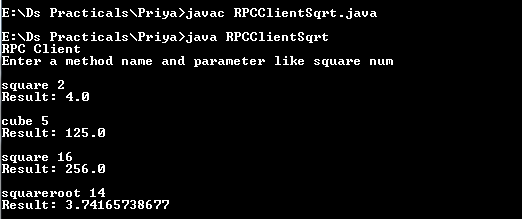 E:\Ds Practicals\Priya>javac RPCClientSqrt.java
E:\Ds Practicals\Priya>java RPCClientSqrt
RPC Client
Enter a method name and parameter like square num
square 2
Result: 4.0
cube 5
Result: 125.0
square 16
Result: 256.0
squareroot 14
Result: 3.74165738677